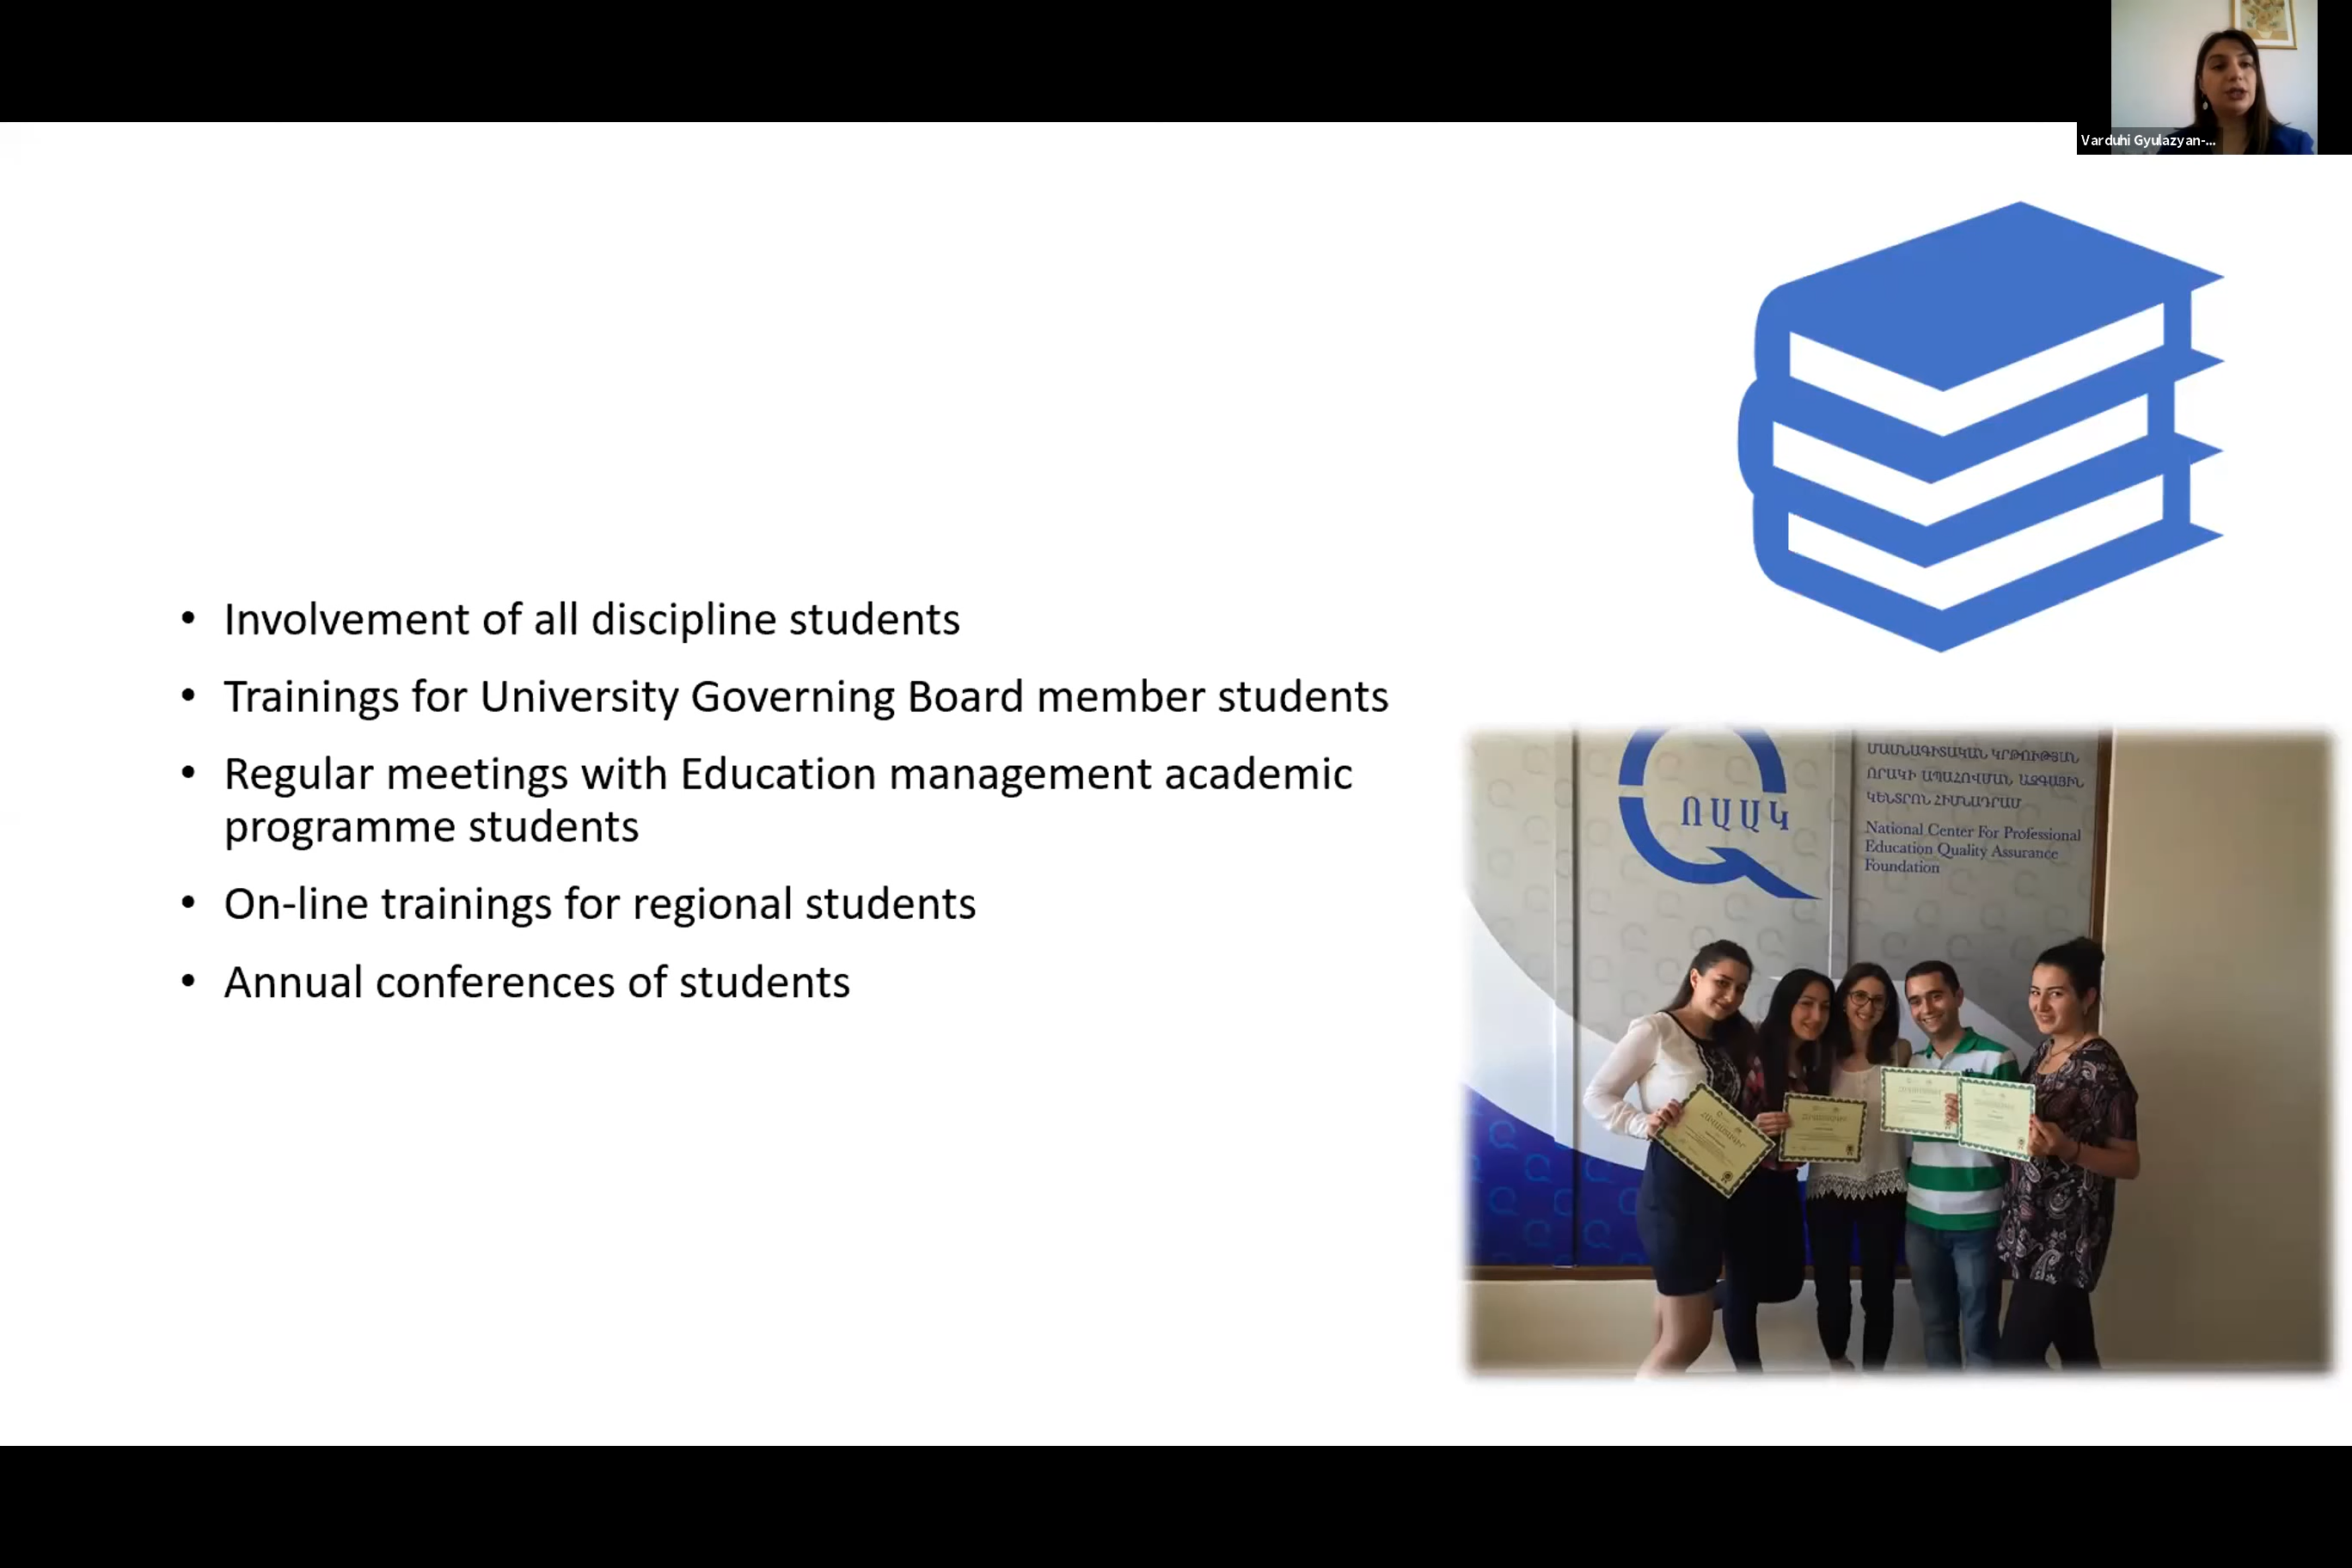 Varduhi Gyulazyan-...
• Involvement of all discipline students
• Trainings for University Governing Board member students
• Regular meetings with Education management academic
programme students
• On-line trainings for regional students
• Annual conferences of students
ՈԱԱԿ
ՄԱՍՆԱԳԻՏԱԿԱՆ ԿՐԹՈՒԹՅԱՆ
ՈՐԱԿԻ ԱՊԱՀՈՎՄԱՆ ԱԶԳԱՅԻՆ
ԿԵՆՏՐՈՆ ՀԻՄՆԱԴՐԱՄ
National Center For Professional
Education Quality Assurance
Foundation